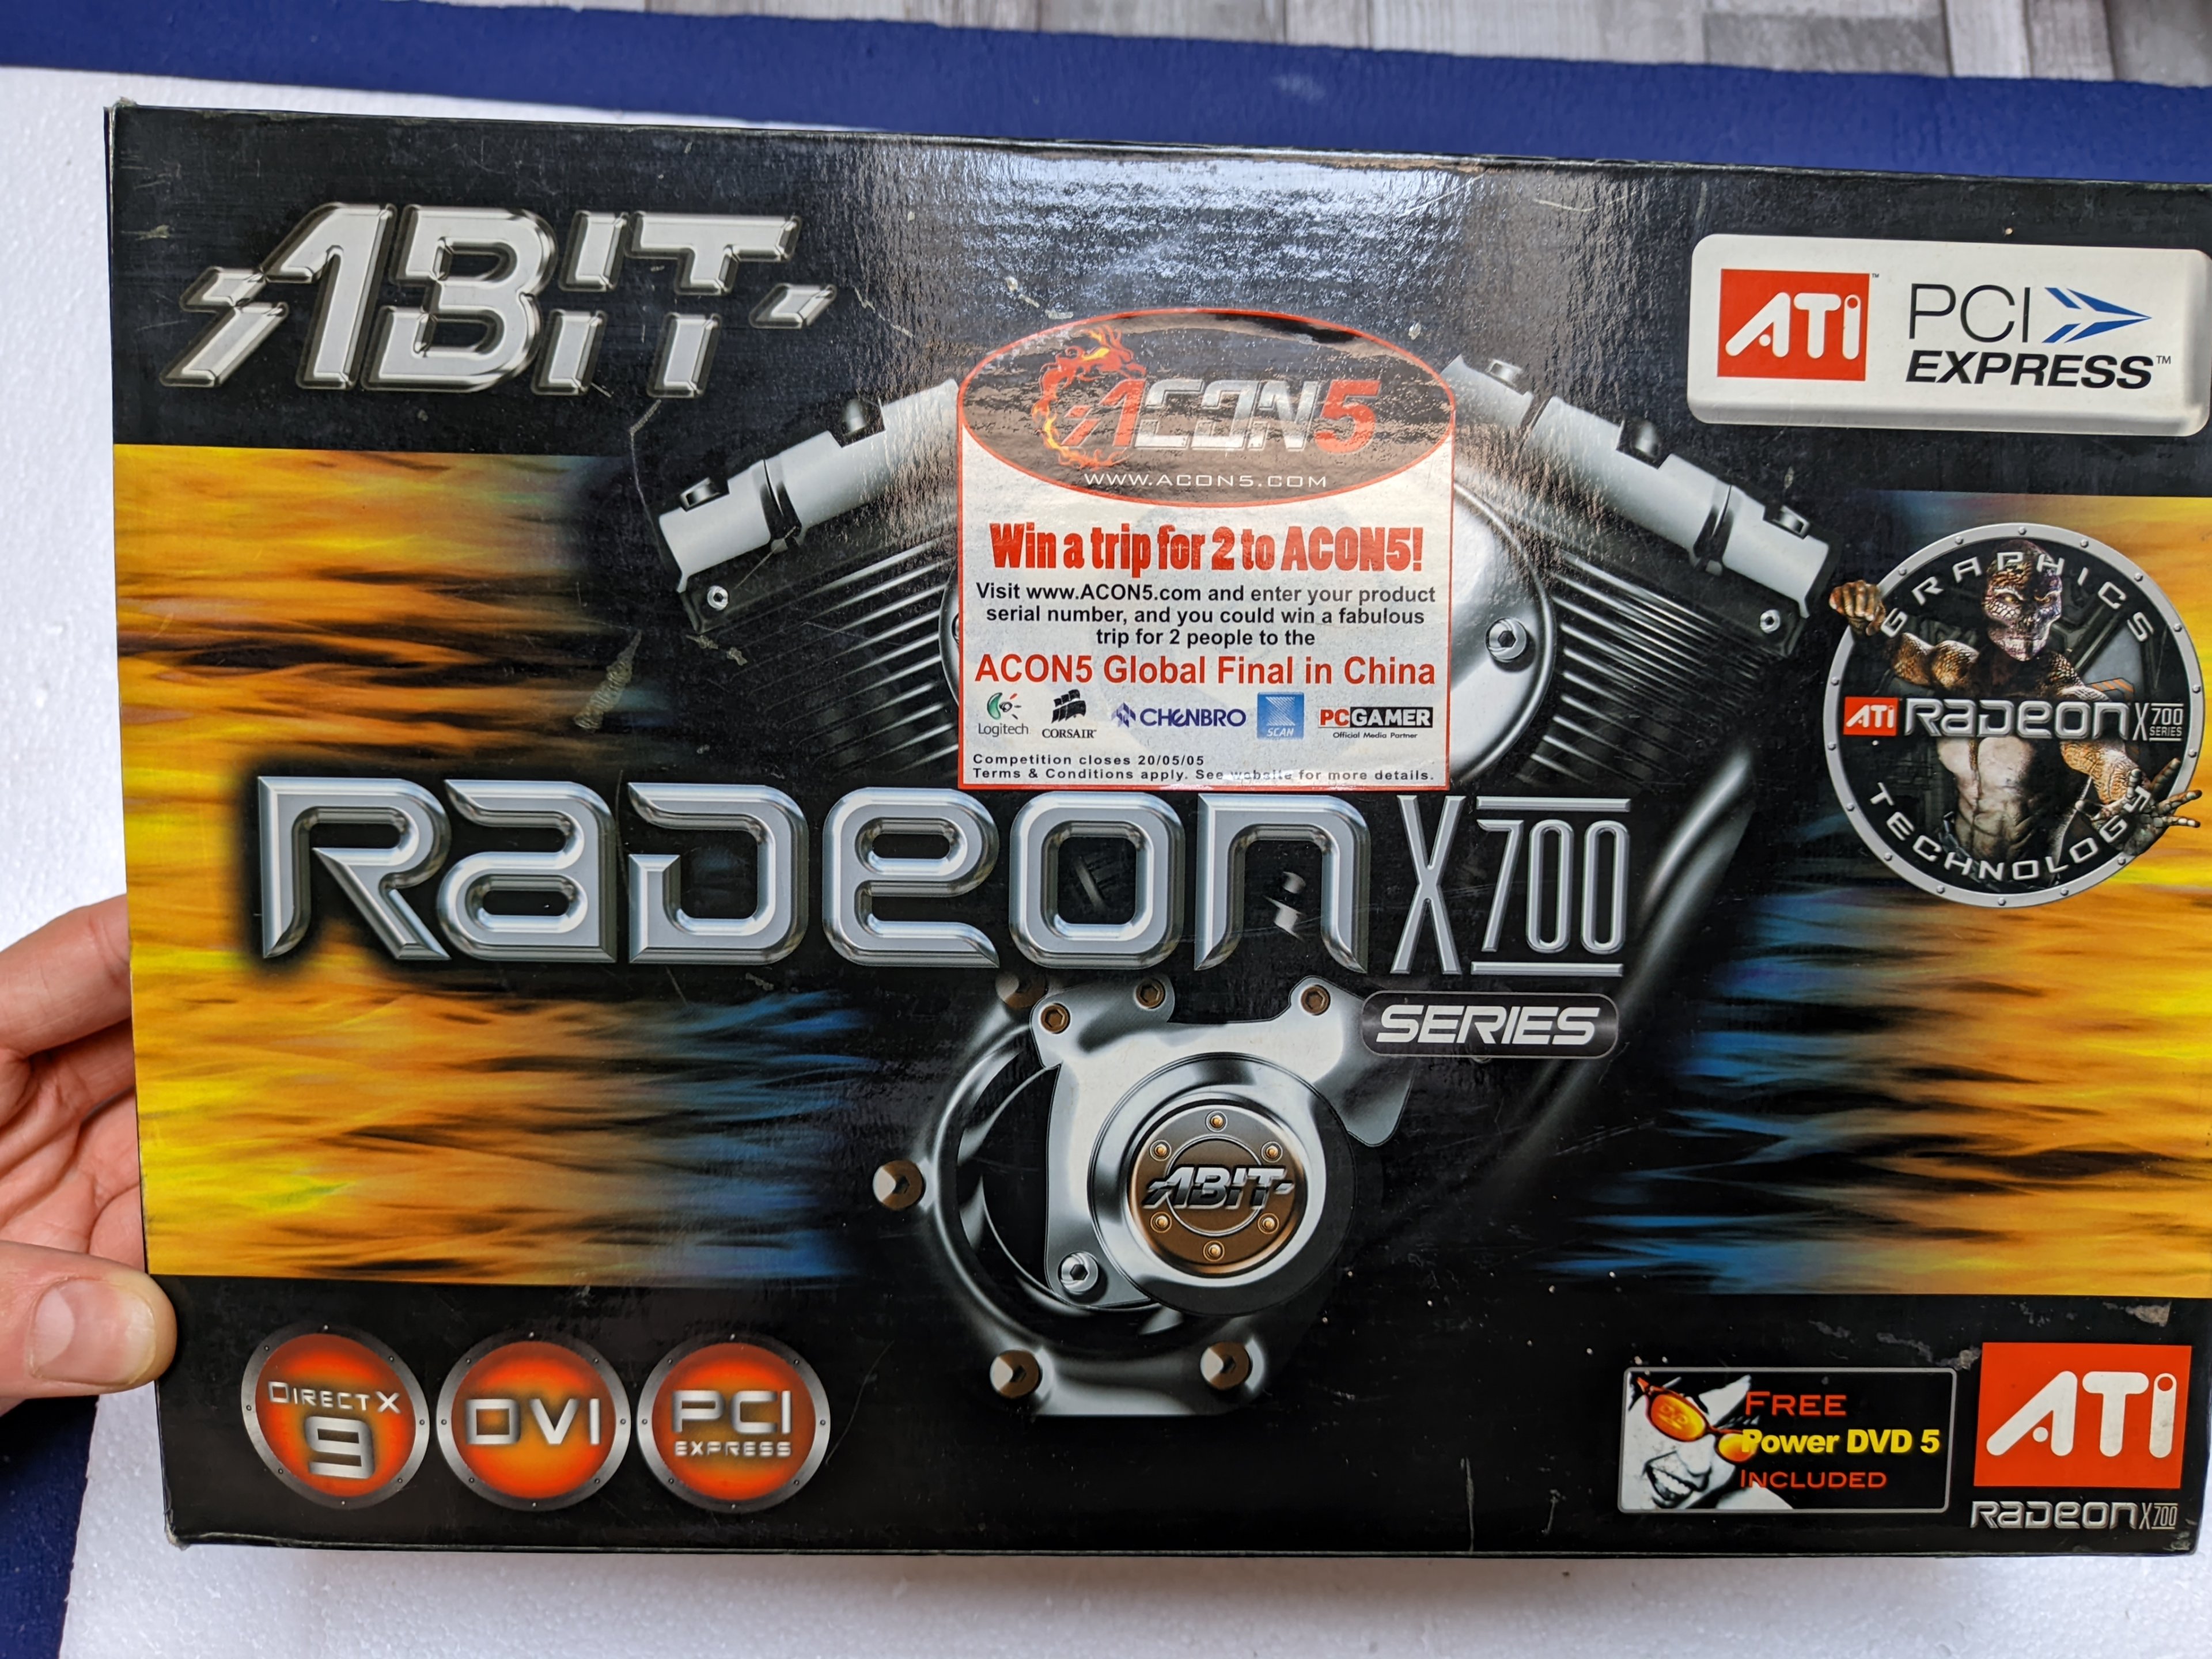 ABIT
ATI™ PCI
EXPRESS™
ACON5
WWW.ACON5.COM
Win a trip for 2 to ACON5!
Visit www.ACON5.com and enter your product
serial number, and you could win a fabulous
trip for 2 people to the
ACON5 Global Final in China
Logitech CORSAIR CHENBRO SCAN PCGAMER
Official Media Partner
Competition closes 20/05/05
Terms & Conditions apply. See website for more details.
GRAPHICS
ATI RADEON X700
SERIES
TECHNOLOGY
RADEON X700
SERIES
ABIT
DIRECTX
9
DVI
PCI
EXPRESS
FREE
Power DVD 5
INCLUDED
ATI
RADEON X700